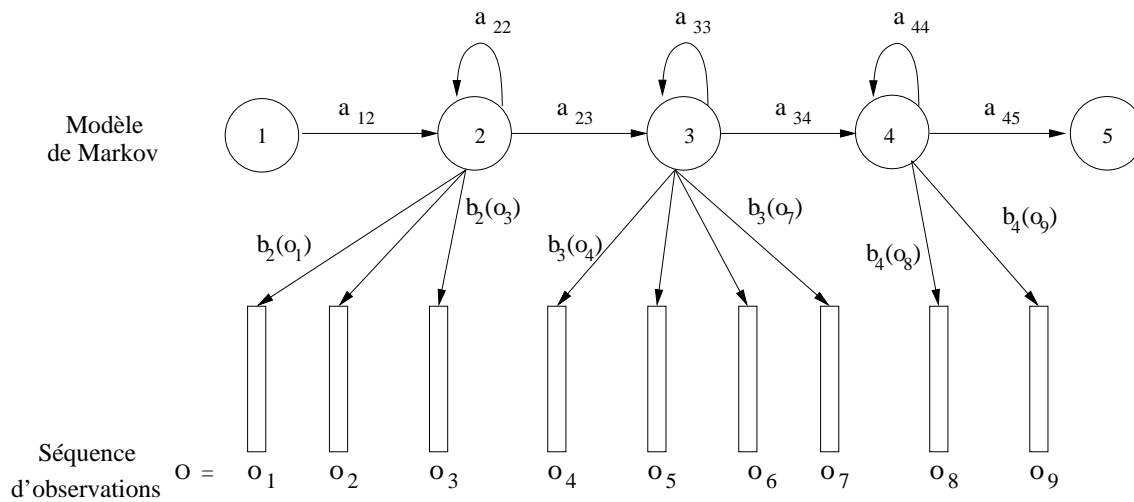 a 22 a 33 a 44
Modèle
de Markov
1 a 12 2 a 23 3 a 34 4 a 45 5
b2(o1) b2(o3) b3(o4) b3(o7) b4(o8) b4(o9)
Séquence
d'observations
O = o1 o2 o3 o4 o5 o6 o7 o8 o9